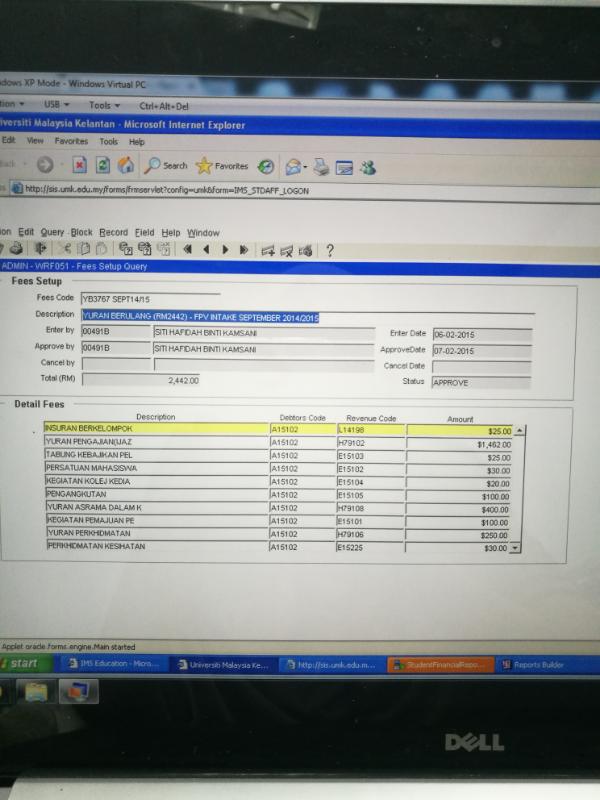 dows XP Mode - Windows Virtual PC
tion USB Tools Ctrl+Alt+Del
iversiti Malaysia Kelantan - Microsoft Internet Explorer
Edit View Favorites Tools Help
Back Search Favorites
http://sis.umk.edu.my/forms/frmservlet?config=umk&form=IMS_STDAFF_LOGON
ion Edit Query Block Record Field Help Window
ADMIN - WRF051 - Fees Setup Query
Fees Setup
Fees Code YB3767 SEPT14/15
Description YURAN BERULANG (RM2442) - FPV INTAKE SEPTEMBER 2014/2015
Enter by 00491B SITI HAFIDAH BINTI KAMSANI Enter Date 06-02-2015
Approve by 00491B SITI HAFIDAH BINTI KAMSANI ApproveDate 07-02-2015
Cancel by Cancel Date
Total (RM) 2,442.00 Status APPROVE
Detail Fees
Description Debtors Code Revenue Code Amount
INSURAN BERKELOMPOK A15102 L14198 $25.00
YURAN PENGAJIAN(IJAZ A15102 H79102 $1,462.00
TABUNG KEBAJIKAN PEL A15102 E15103 $25.00
PERSATUAN MAHASISWA A15102 E15102 $30.00
KEGIATAN KOLEJ KEDIA A15102 E15104 $20.00
PENGANGKUTAN A15102 E15105 $100.00
YURAN ASRAMA DALAM K A15102 H79108 $400.00
KEGIATAN PEMAJUAN PE A15102 E15101 $100.00
YURAN PERKHIDMATAN A15102 H79106 $250.00
PERKHIDMATAN KESIHATAN A15102 E15225 $30.00
Applet oracle.forms.engine.Main started
start IMS Education - Micro... Universiti Malaysia Ke... http://sis.umk.edu.m... StudentFinancialRepo... Reports Builder
DELL